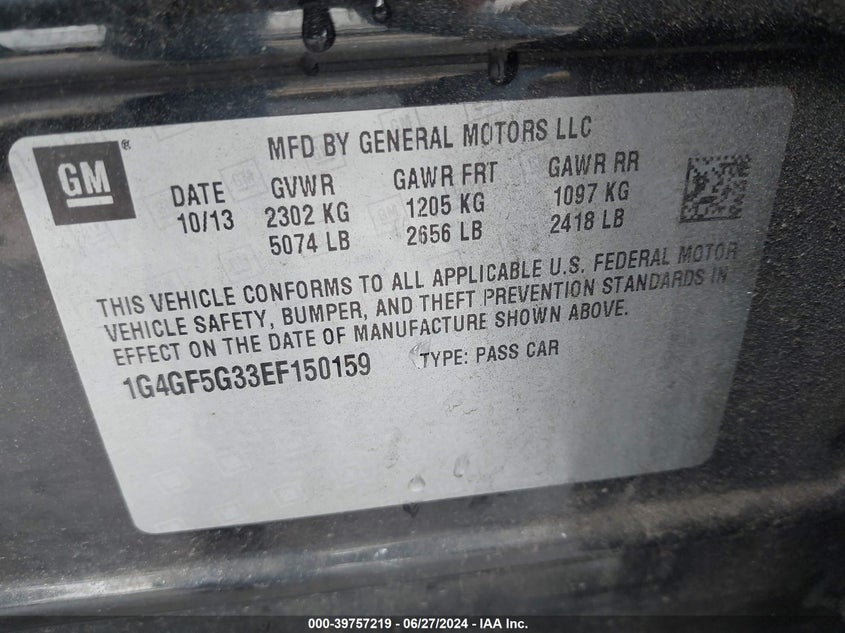 GM
®
MFD BY GENERAL MOTORS LLC
DATE GVWR GAWR FRT GAWR RR
10/13 2302 KG 1205 KG 1097 KG
5074 LB 2656 LB 2418 LB
THIS VEHICLE CONFORMS TO ALL APPLICABLE U.S. FEDERAL MOTOR
VEHICLE SAFETY, BUMPER, AND THEFT PREVENTION STANDARDS IN
EFFECT ON THE DATE OF MANUFACTURE SHOWN ABOVE.
1G4GF5G33EF150159 TYPE: PASS CAR
000-39757219 - 06/27/2024 - IAA Inc.